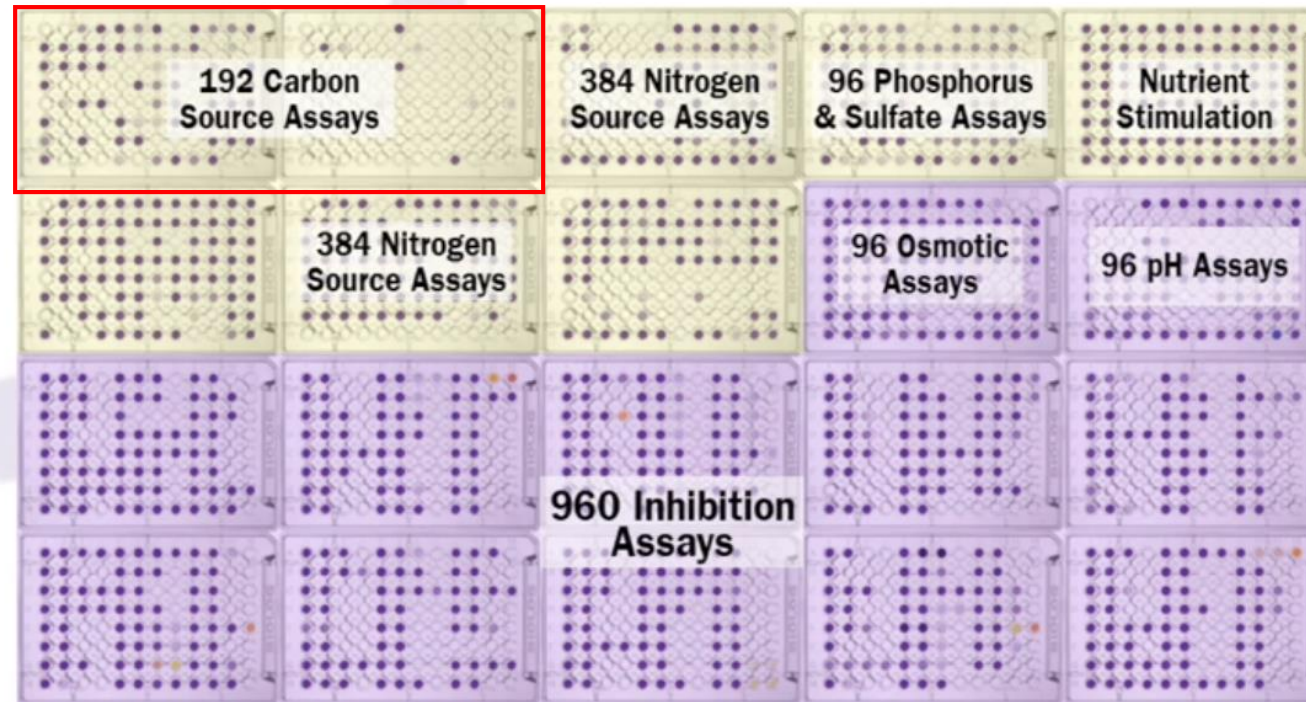 192 Carbon
Source Assays
384 Nitrogen
Source Assays
96 Phosphorus
& Sulfate Assays
Nutrient
Stimulation
384 Nitrogen
Source Assays
96 Osmotic
Assays
96 pH Assays
960 Inhibition
Assays